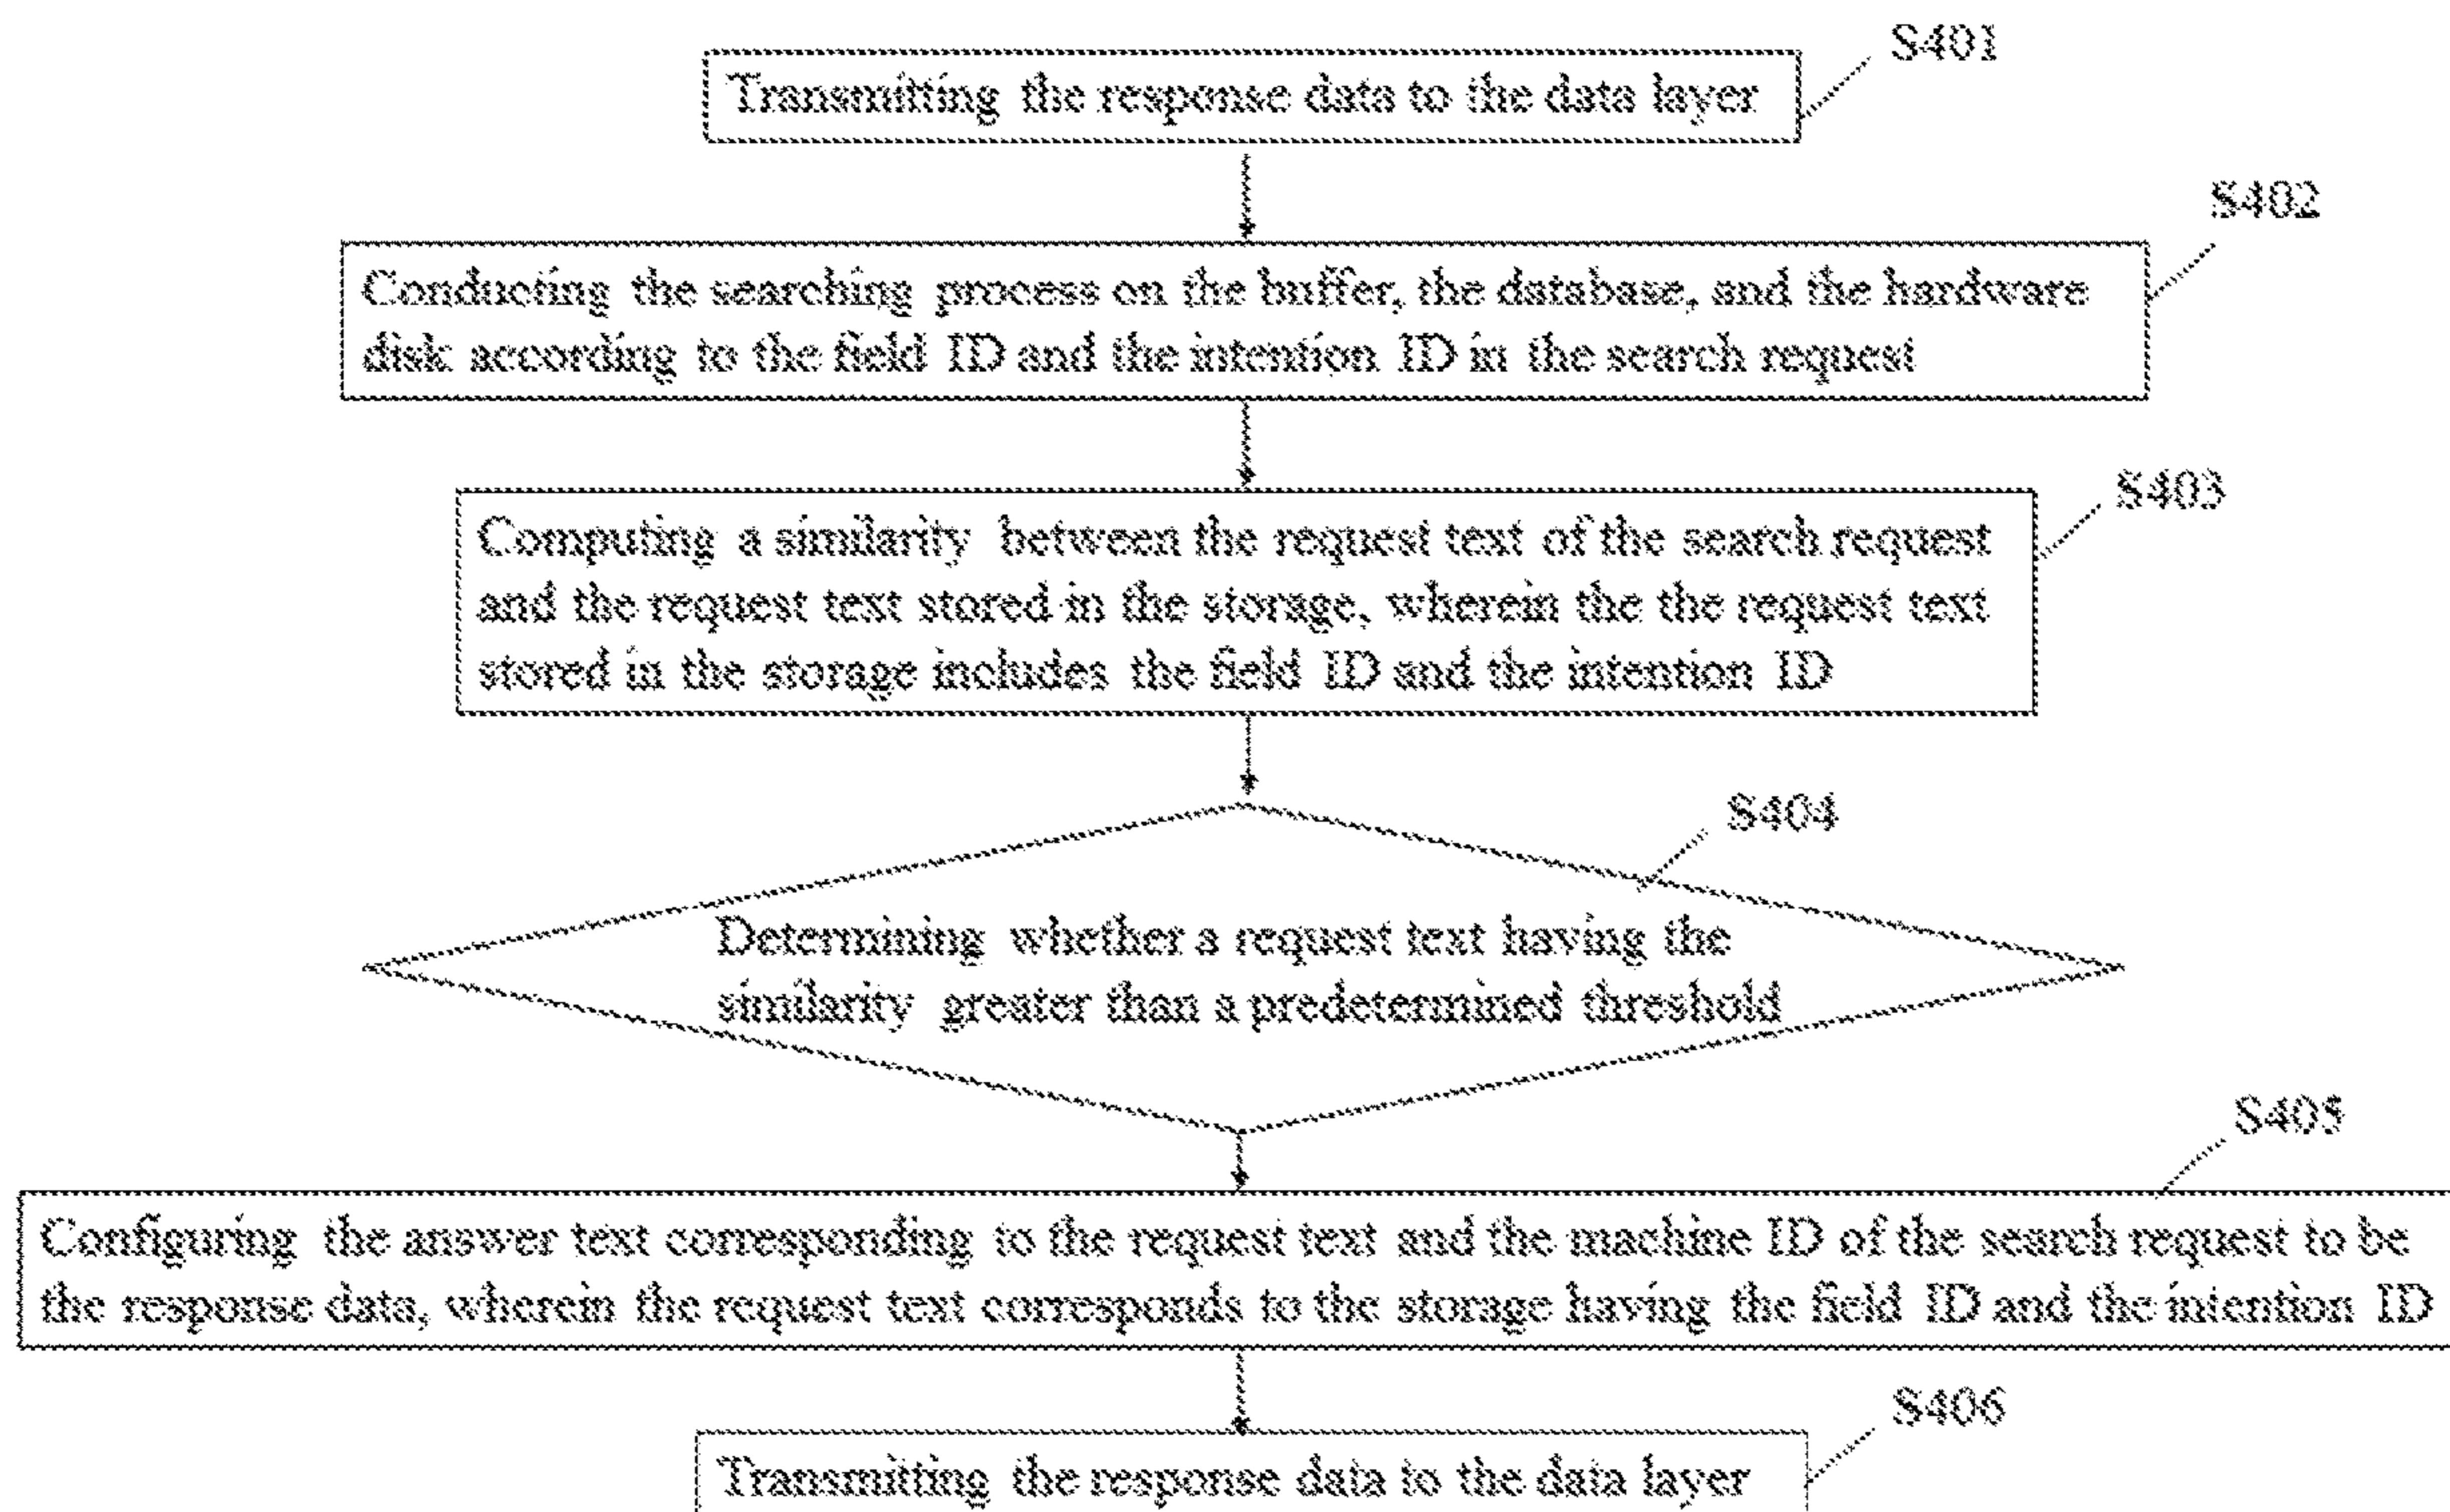 S401
Transmitting the response data to the data layer
S402
Conducting the searching process on the buffer, the database, and the hardware
disk according to the field ID and the intention ID in the search request
S403
Computing a similarity between the request text of the search request
and the request text stored in the storage, wherein the the request text
stored in the storage includes the field ID and the intention ID
S404
Determining whether a request text having the
similarity greater than a predetermined threshold
S405
Configuring the answer text corresponding to the request text and the machine ID of the search request to be
the response data, wherein the request text corresponds to the storage having the field ID and the intention ID
S406
Transmitting the response data to the data layer